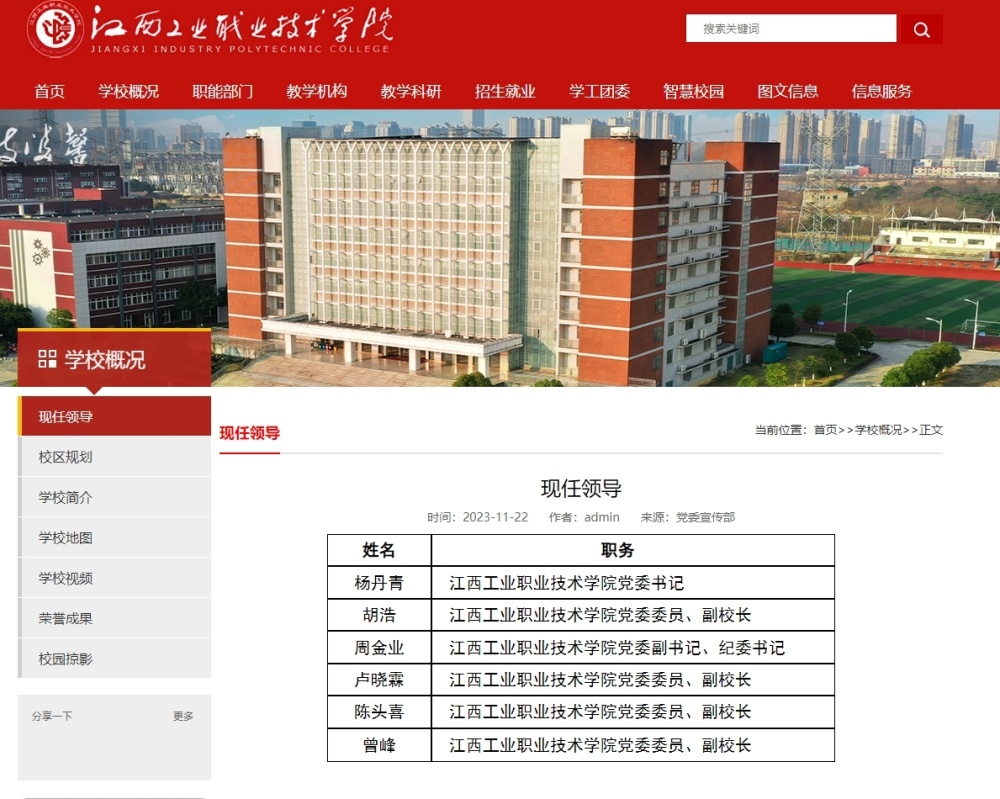 江西工业职业技术学院
JIANGXI INDUSTRY POLYTECHNIC COLLEGE
搜索关键词
首页 学校概况 职能部门 教学机构 教学科研 招生就业 学工团委 智慧校园 图文信息 信息服务
学校概况
现任领导
校区规划
学校简介
学校地图
学校视频
荣誉成果
校园掠影
分享一下 更多
现任领导
当前位置：首页>>学校概况>>正文
现任领导
时间：2023-11-22 作者：admin 来源：党委宣传部
姓名 职务
杨丹青 江西工业职业技术学院党委书记
胡浩 江西工业职业技术学院党委委员、副校长
周金业 江西工业职业技术学院党委副书记、纪委书记
卢晓霖 江西工业职业技术学院党委委员、副校长
陈头喜 江西工业职业技术学院党委委员、副校长
曾峰 江西工业职业技术学院党委委员、副校长